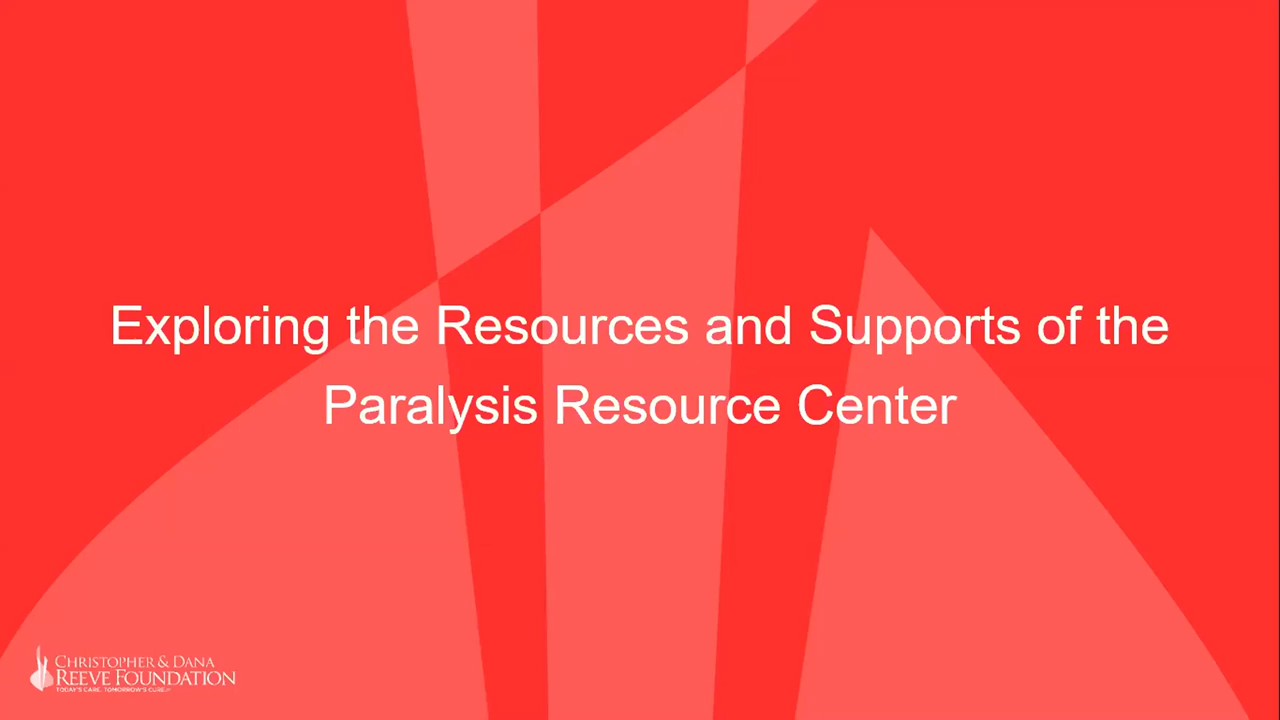 Exploring the Resources and Supports of the
Paralysis Resource Center
CHRISTOPHER & DANA
REEVE FOUNDATION
TODAY'S CARE. TOMORROW'S CURE.®